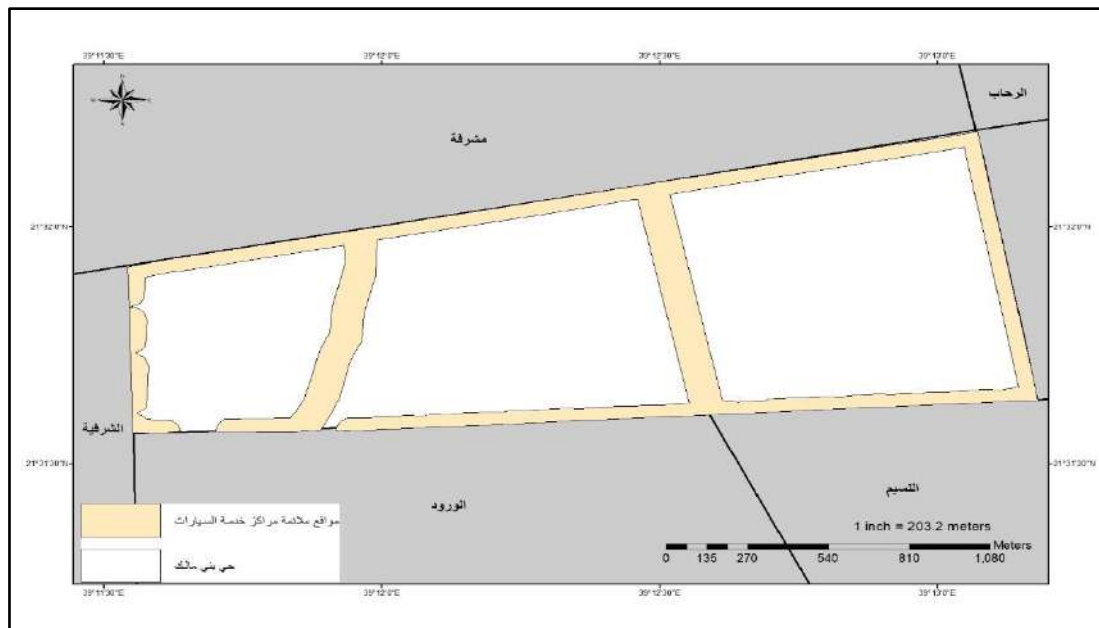 39°11'30"E 39°12'0"E 39°12'30"E 39°13'0"E
N
الرحاب
مشرفة
21°32'0"N 21°32'0"N
الشرفية
21°31'30"N 21°31'30"N
الورود
النسيم
مواقع ملائمة مراكز خدمة السيارات
حي بني مالك
1 inch = 203.2 meters
Meters
0 135 270 540 810 1,080
39°11'30"E 39°12'0"E 39°12'30"E 39°13'0"E